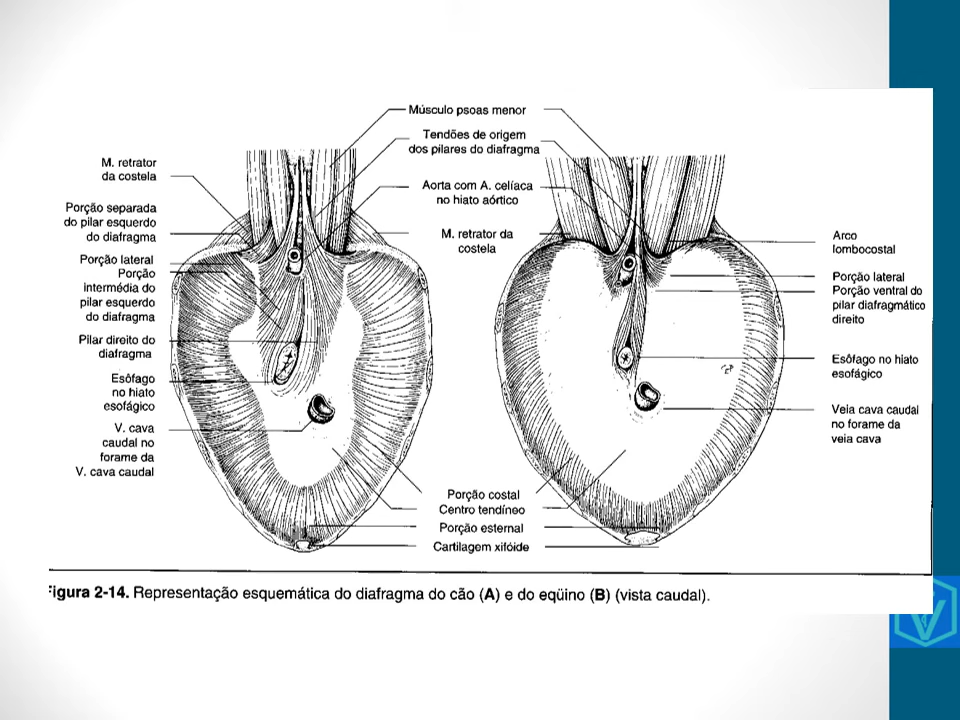 Músculo psoas menor
Tendões de origem
dos pilares do diafragma
Aorta com A. celíaca
no hiato aórtico
M. retrator da
costela
M. retrator
da costela
Porção separada
do pilar esquerdo
do diafragma
Porção lateral
Porção
intermédia do
pilar esquerdo
do diafragma
Pilar direito do
diafragma
Esôfago
no hiato
esofágico
V. cava
caudal no
forame da
V. cava caudal
Arco
lombocostal
Porção lateral
Porção ventral do
pilar diafragmático
direito
Esôfago no hiato
esofágico
Veia cava caudal
no forame da
veia cava
Porção costal
Centro tendíneo
Porção esternal
Cartilagem xifóide
Figura 2-14. Representação esquemática do diafragma do cão (A) e do eqüino (B) (vista caudal).